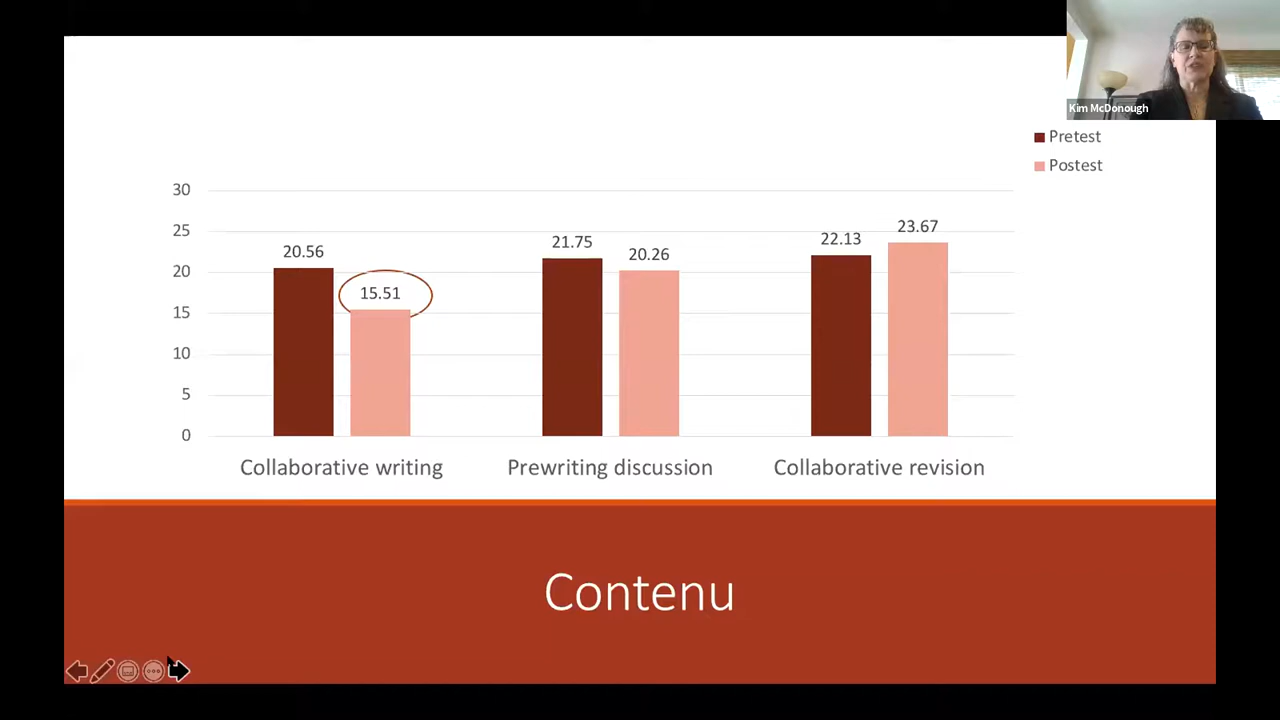 Kim McDonough
Pretest
Postest
30
25
20
15
10
5
0
20.56
15.51
21.75
20.26
22.13
23.67
Collaborative writing
Prewriting discussion
Collaborative revision
Contenu